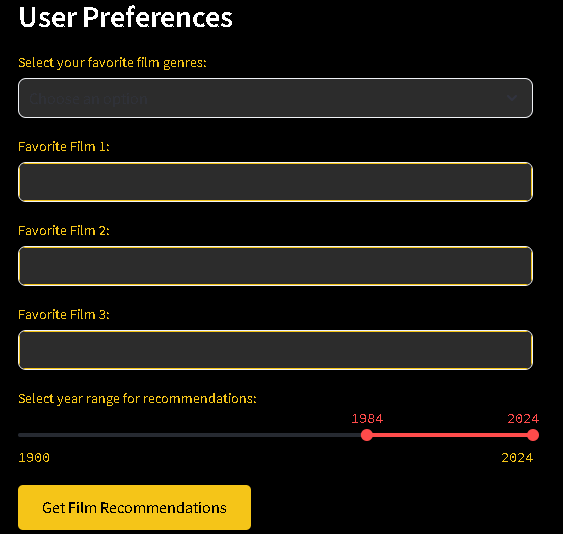 User Preferences
Select your favorite film genres:
Choose an option
Favorite Film 1:
Favorite Film 2:
Favorite Film 3:
Select year range for recommendations:
1984 2024
1900 2024
Get Film Recommendations